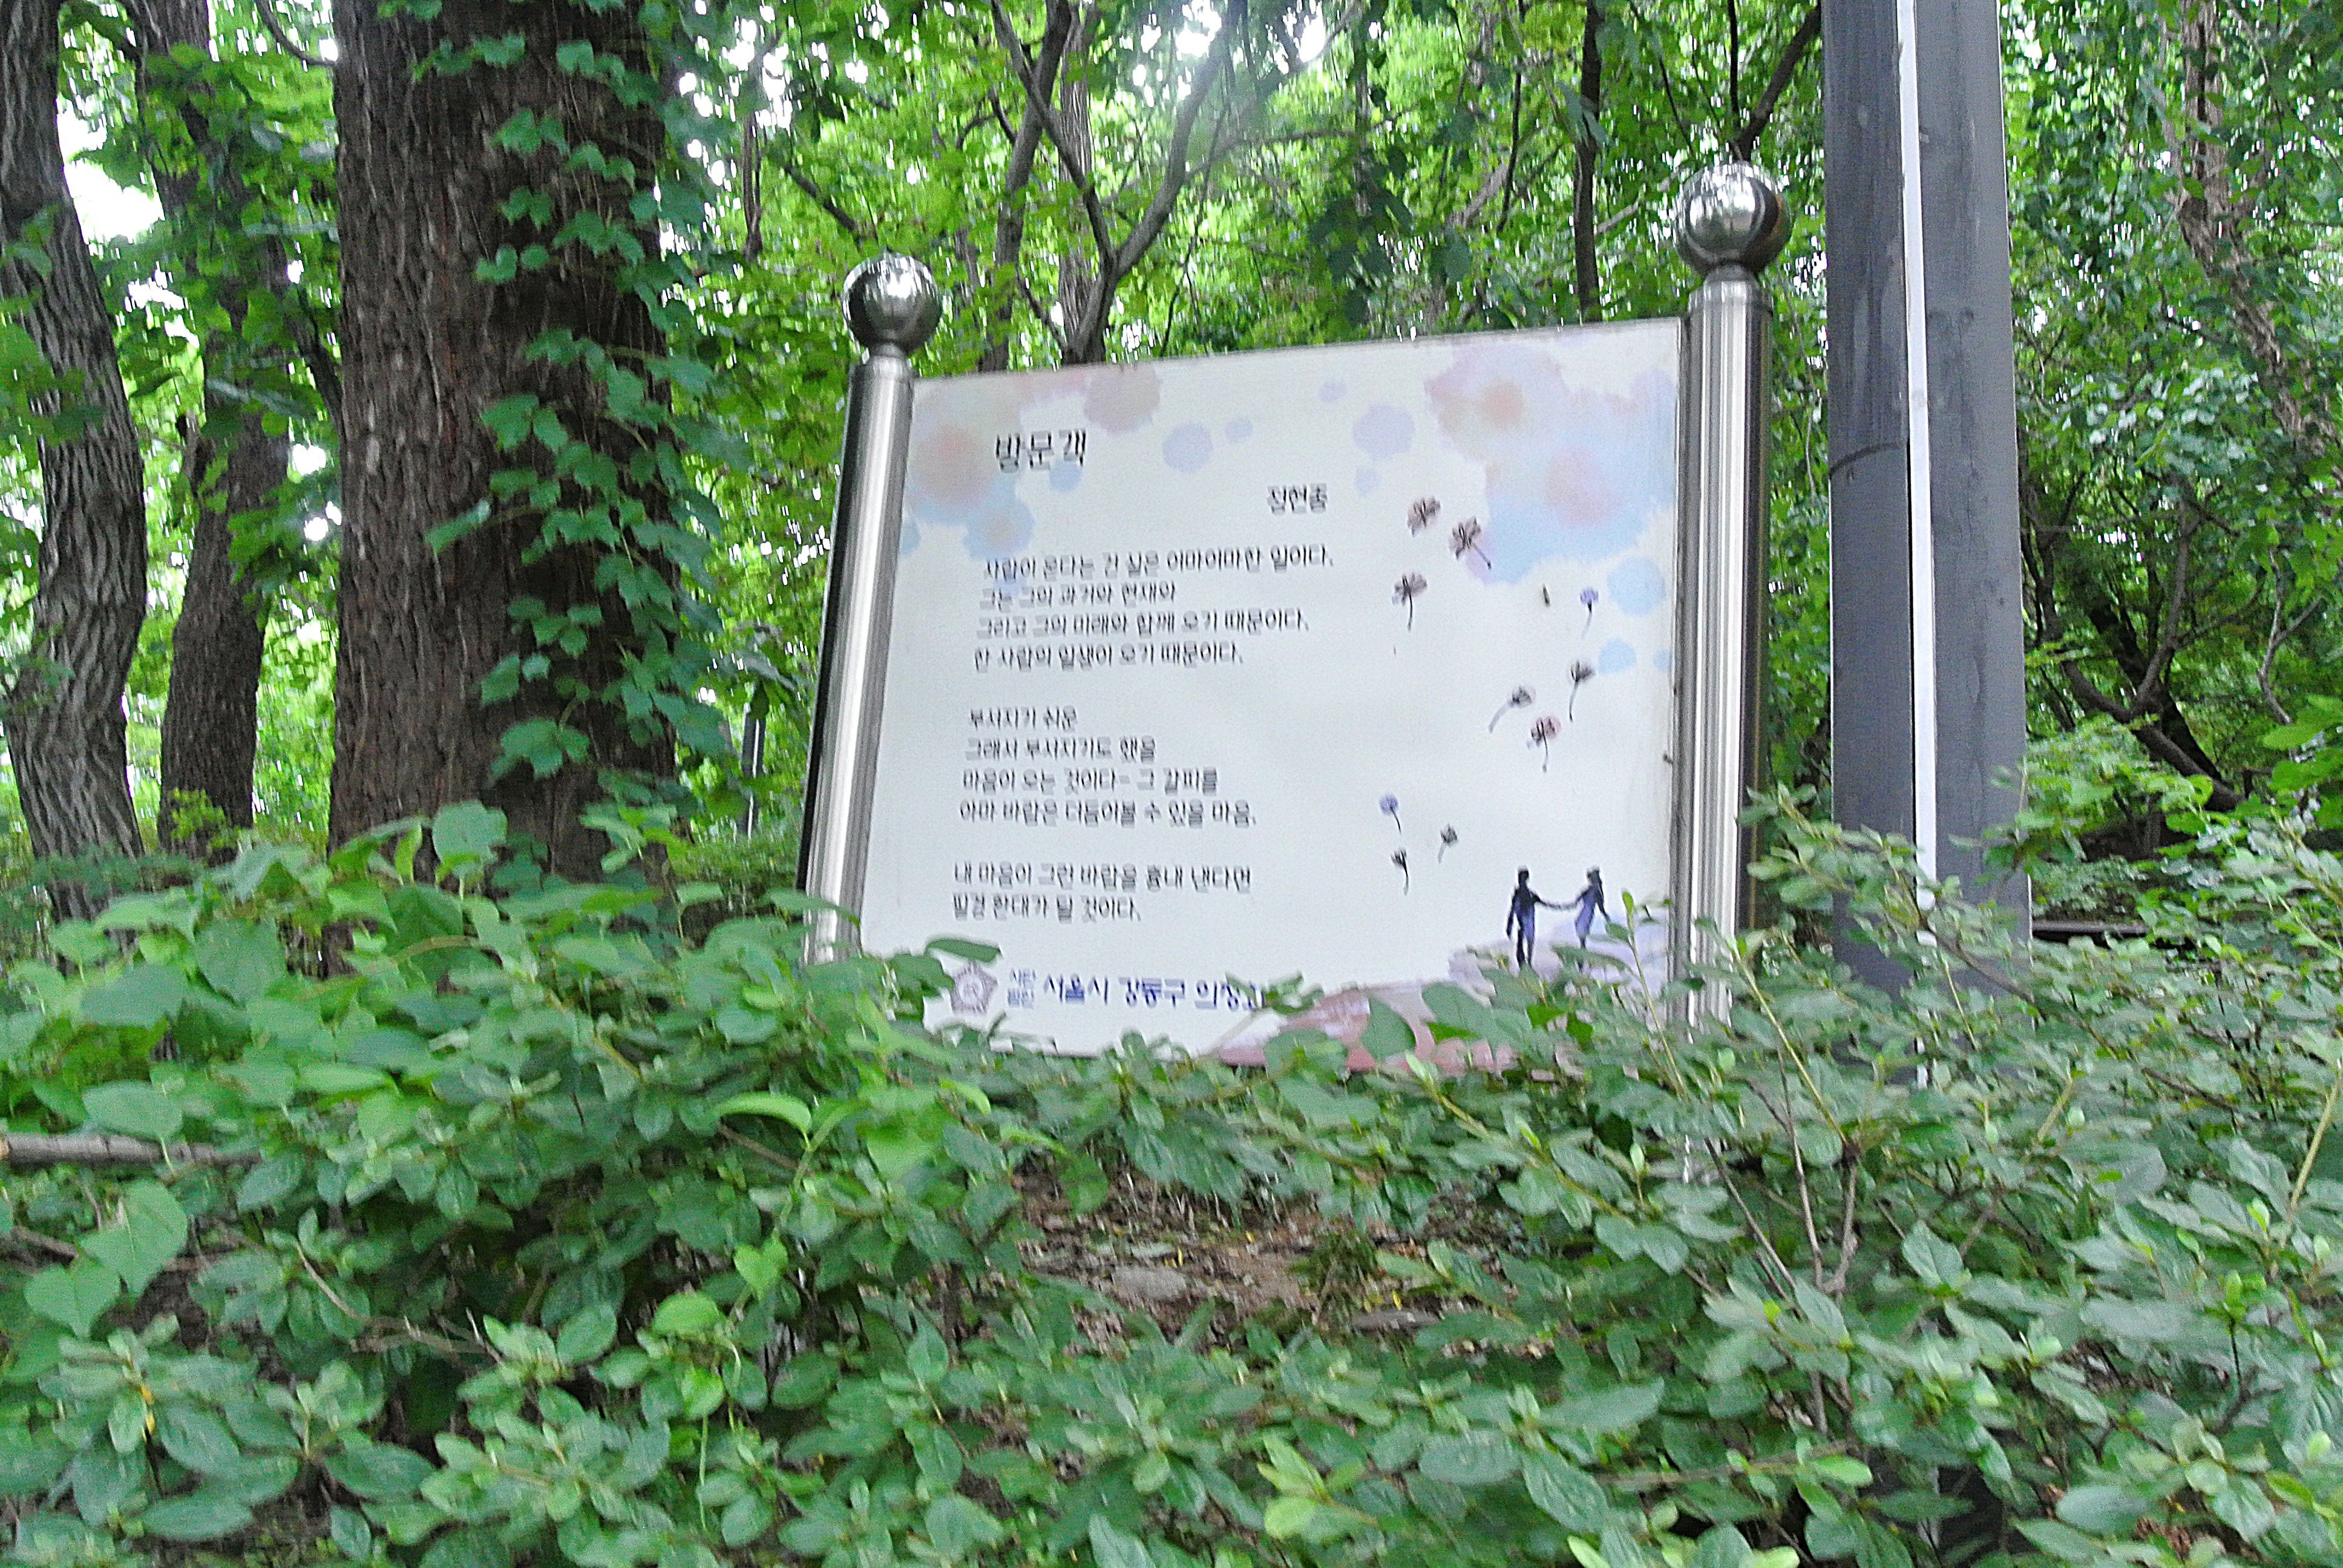 방문객
정현종
사람이 온다는 건 실은 어마어마한 일이다.
그는 그의 과거와 현재와
그리고 그의 미래와 함께 오기 때문이다.
한 사람의 일생이 오기 때문이다.
부서지기 쉬운
그래서 부서지기도 했을
마음이 오는 것이다- 그 갈피를
아마 바람은 더듬어볼 수 있을 마음,
내 마음이 그런 바람을 흉내 낸다면
필경 환대가 될 것이다.
사단
법인
서울시 강동구 의정회